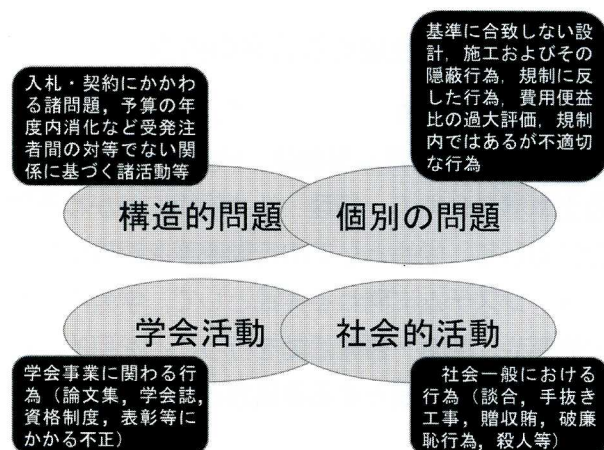 入札・契約にかかわ
る諸問題，予算の年
度内消化など受発注
者間の対等でない関
係に基づく諸活動等
基準に合致しない設
計，施工およびその
隠蔽行為，規制に反
した行為，費用便益
比の過大評価，規制
内ではあるが不適切
な行為
構造的問題
個別の問題
学会活動
社会的活動
学会事業に関わる行
為（論文集，学会誌，
資格制度，表彰等に
かかる不正）
社会一般における
行為（談合，手抜き
工事，贈収賄，破廉
恥行為，殺人等）